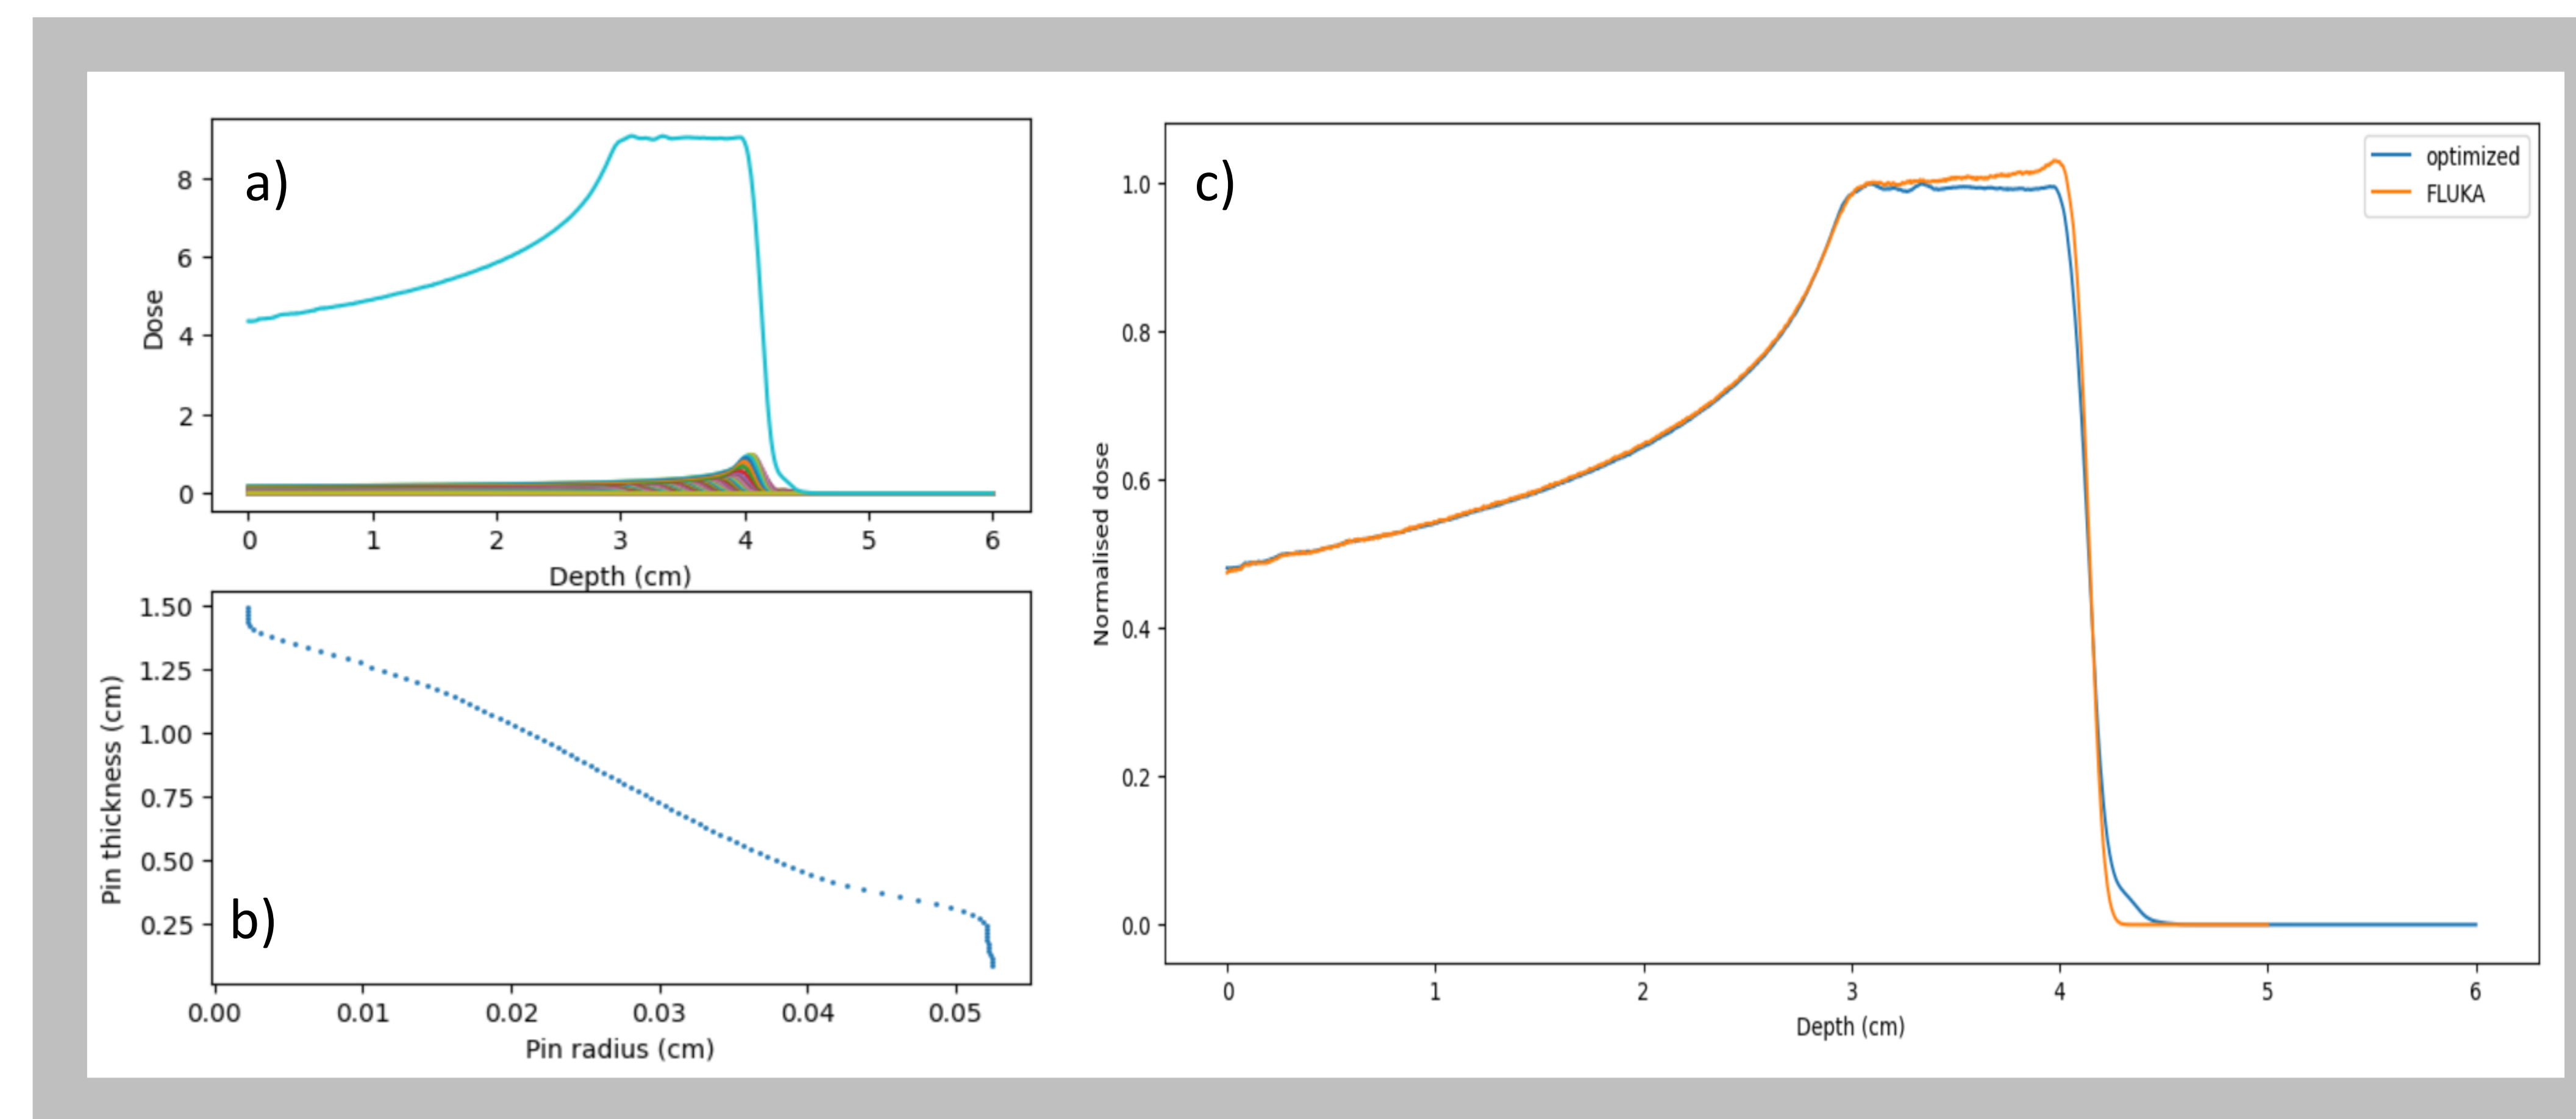 a)
8
6
4
2
0
Dose
0 1 2 3 4 5 6
Depth (cm)
1.50
1.25
1.00
0.75
0.50
0.25
Pin thickness (cm)
b)
0.00 0.01 0.02 0.03 0.04 0.05
Pin radius (cm)
c)
optimized
FLUKA
1.0
0.8
0.6
0.4
0.2
0.0
Normalised dose
0 1 2 3 4 5 6
Depth (cm)